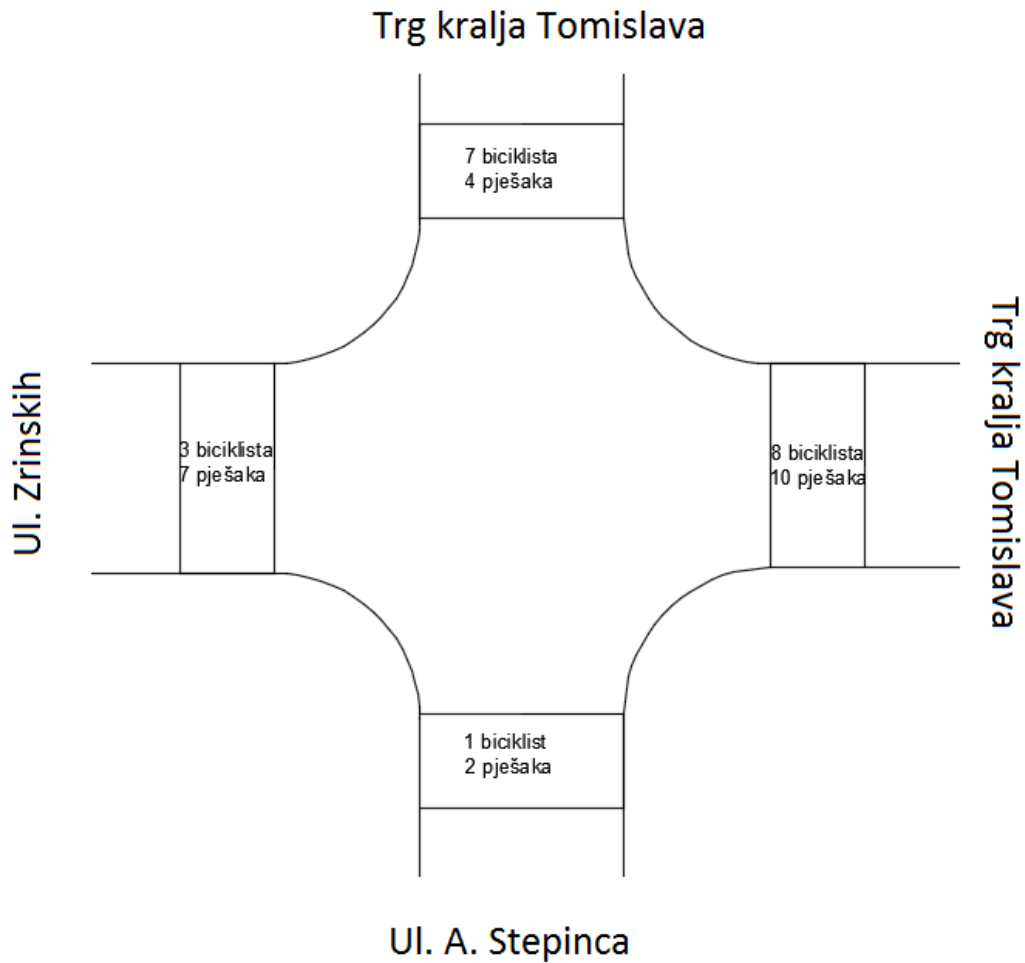 Trg kralja Tomislava
7 biciklista
4 pješaka
Ul. Zrinskih
3 biciklista
7 pješaka
8 biciklista
10 pješaka
Trg kralja Tomislava
1 biciklist
2 pješaka
Ul. A. Stepinca